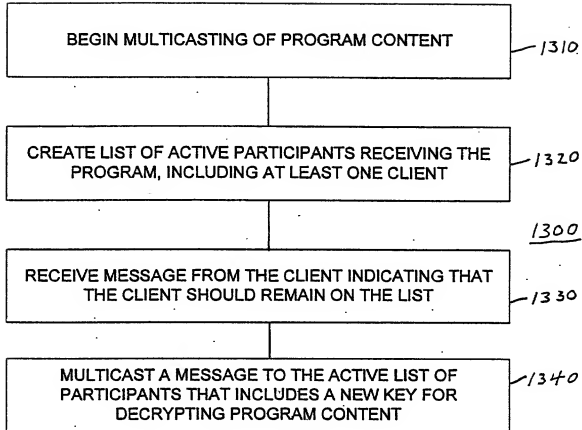 BEGIN MULTICASTING OF PROGRAM CONTENT
1310
CREATE LIST OF ACTIVE PARTICIPANTS RECEIVING THE
PROGRAM, INCLUDING AT LEAST ONE CLIENT
1320
1300
RECEIVE MESSAGE FROM THE CLIENT INDICATING THAT
THE CLIENT SHOULD REMAIN ON THE LIST
1330
MULTICAST A MESSAGE TO THE ACTIVE LIST OF
PARTICIPANTS THAT INCLUDES A NEW KEY FOR
DECRYPTING PROGRAM CONTENT
1340